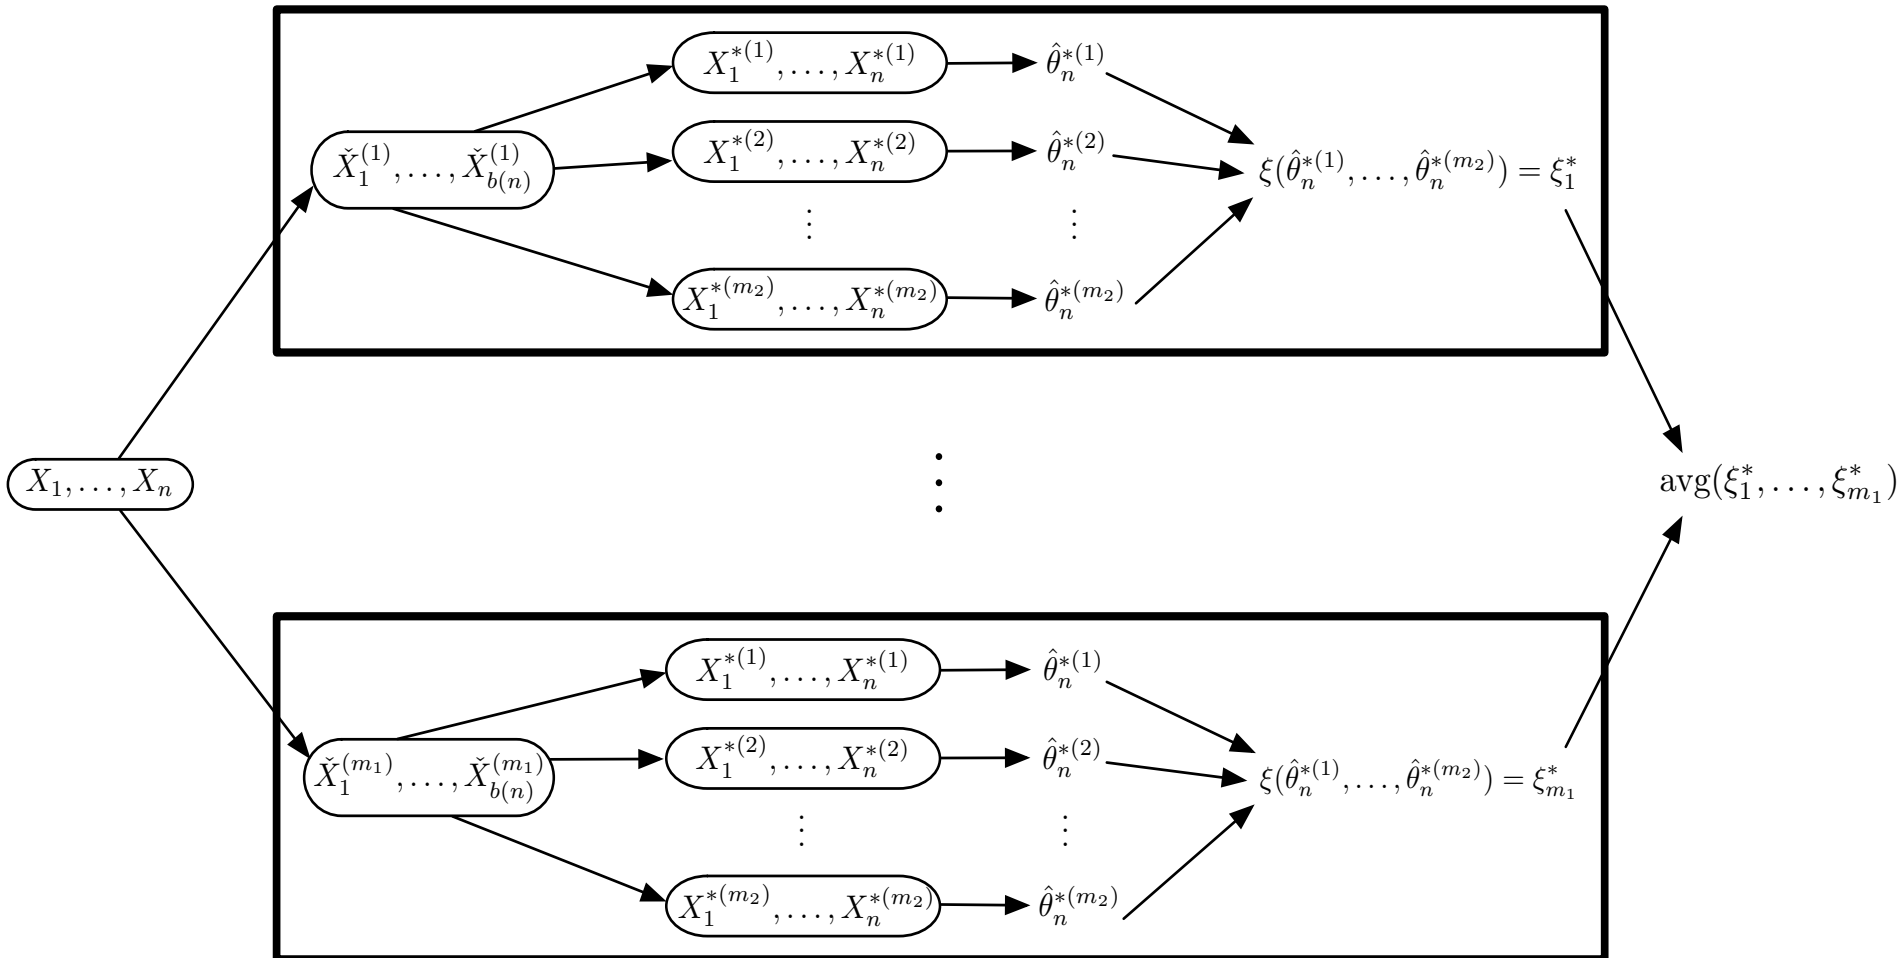 X_1^{*(1)}, ..., X_n^{*(1)} θ̂_n^{*(1)}
X̌_1^{(1)}, ..., X̌_{b(n)}^{(1)} X_1^{*(2)}, ..., X_n^{*(2)} θ̂_n^{*(2)} ξ(θ̂_n^{*(1)}, ..., θ̂_n^{*(m_2)}) = ξ_1^*
⋮ ⋮
X_1^{*(m_2)}, ..., X_n^{*(m_2)} θ̂_n^{*(m_2)}
X_1, ..., X_n ⋮ avg(ξ_1^*, ..., ξ_{m_1}^*)
X_1^{*(1)}, ..., X_n^{*(1)} θ̂_n^{*(1)}
X̌_1^{(m_1)}, ..., X̌_{b(n)}^{(m_1)} X_1^{*(2)}, ..., X_n^{*(2)} θ̂_n^{*(2)} ξ(θ̂_n^{*(1)}, ..., θ̂_n^{*(m_2)}) = ξ_{m_1}^*
⋮ ⋮
X_1^{*(m_2)}, ..., X_n^{*(m_2)} θ̂_n^{*(m_2)}